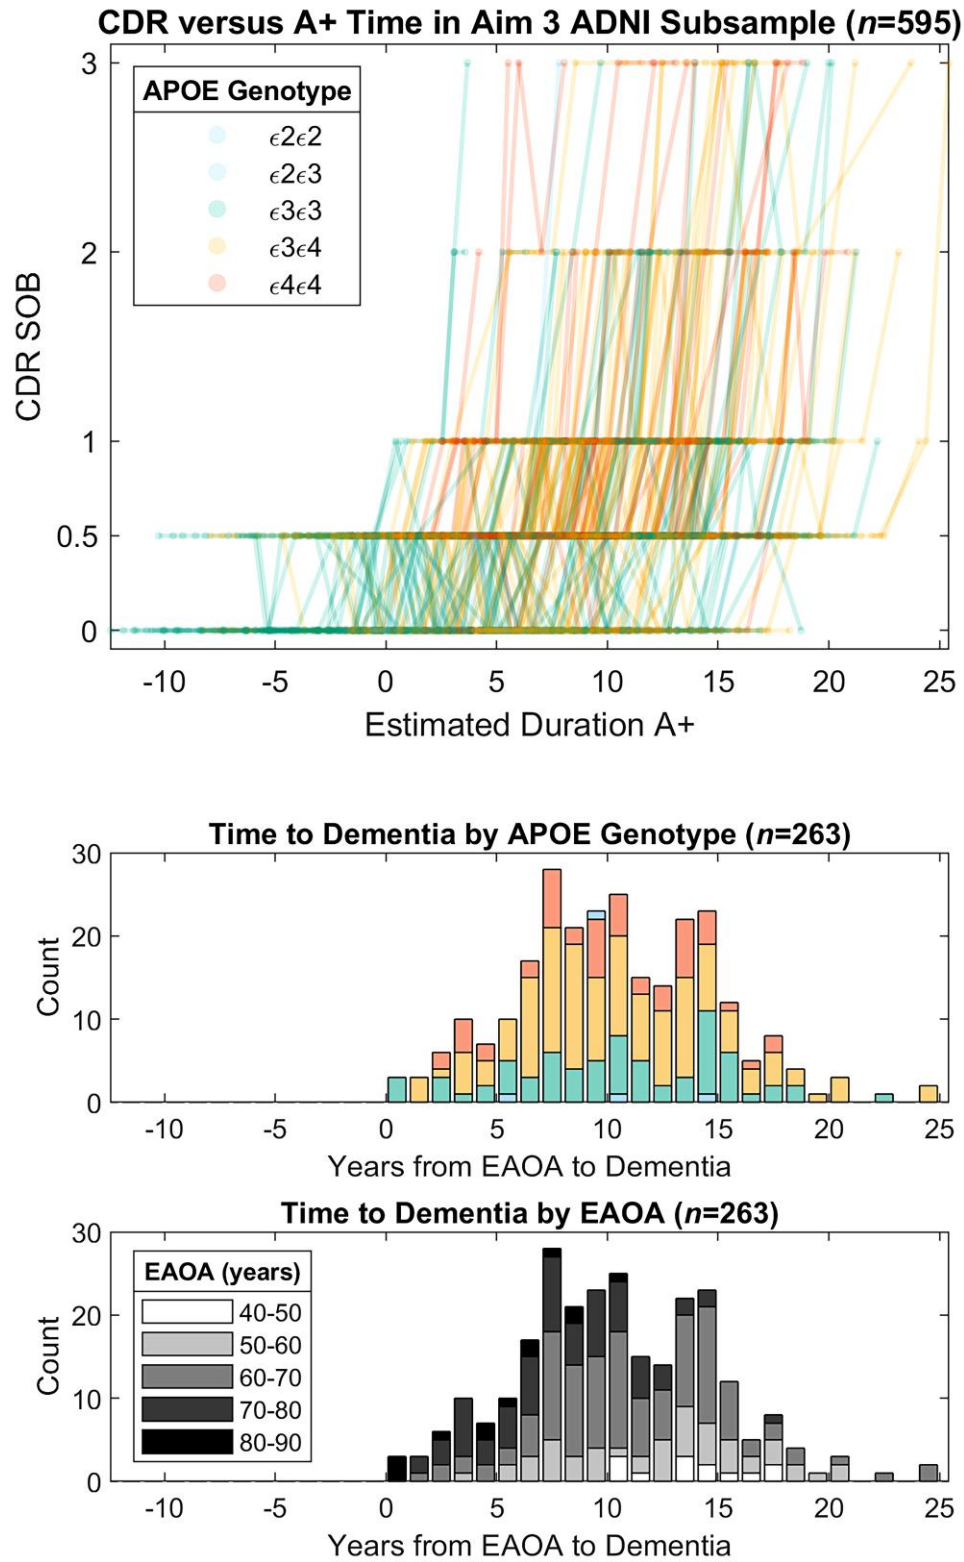 CDR versus A+ Time in Aim 3 ADNI Subsample (n=595)
3
2
1
0.5
0
CDR SOB
APOE Genotype
ϵ2ϵ2
ϵ2ϵ3
ϵ3ϵ3
ϵ3ϵ4
ϵ4ϵ4
-10 -5 0 5 10 15 20 25
Estimated Duration A+
Time to Dementia by APOE Genotype (n=263)
30
20
10
0
Count
-10 -5 0 5 10 15 20 25
Years from EAOA to Dementia
Time to Dementia by EAOA (n=263)
30
20
10
0
Count
EAOA (years)
40-50
50-60
60-70
70-80
80-90
-10 -5 0 5 10 15 20 25
Years from EAOA to Dementia